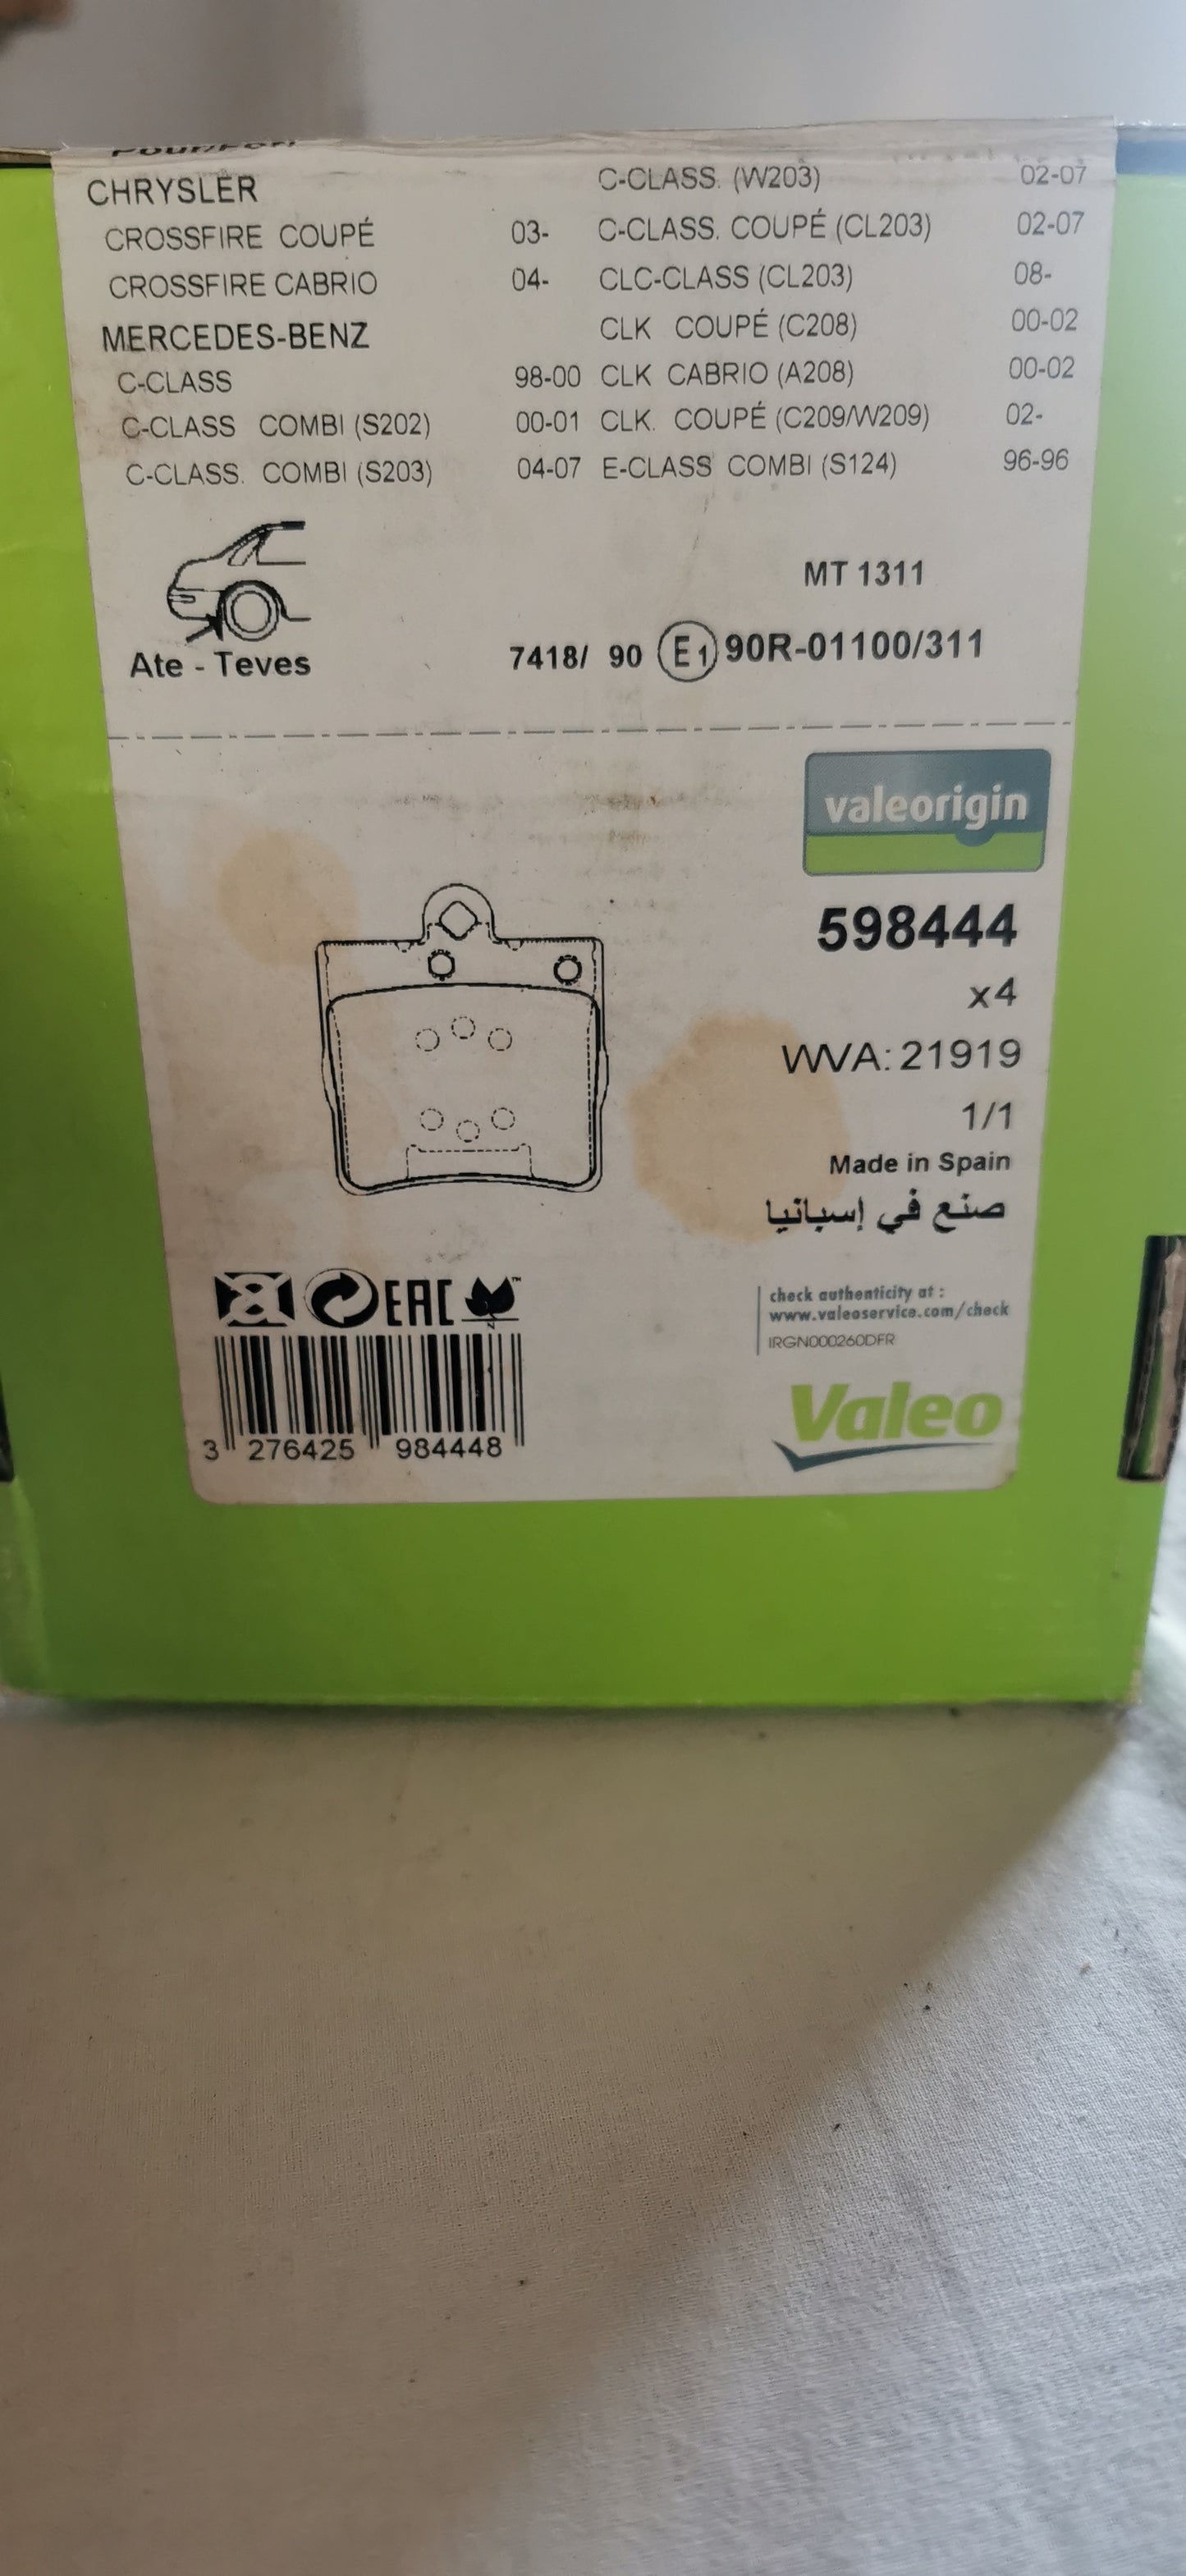 Pour/For:
CHRYSLER
CROSSFIRE COUPÉ 03-
CROSSFIRE CABRIO 04-
MERCEDES-BENZ
C-CLASS 98-00
C-CLASS COMBI (S202) 00-01
C-CLASS. COMBI (S203) 04-07
C-CLASS. (W203) 02-07
C-CLASS. COUPÉ (CL203) 02-07
CLC-CLASS (CL203) 08-
CLK COUPÉ (C208) 00-02
CLK CABRIO (A208) 00-02
CLK. COUPÉ (C209/W209) 02-
E-CLASS COMBI (S124) 96-96
MT 1311
Ate - Teves
7418/ 90 E1 90R-01100/311
valeorigin
598444
x4
WVA: 21919
1/1
Made in Spain
صنع في إسبانيا
EAC
check authenticity at :
www.valeoservice.com/check
IRGN000260DFR
Valeo
3 276425 984448